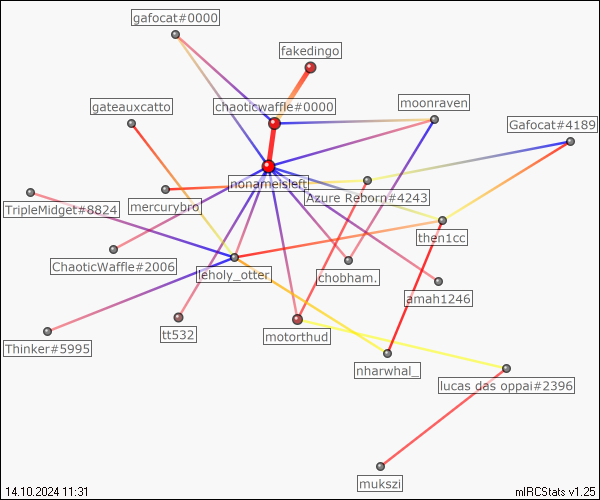 gafocat#0000
fakedingo
gateauxcatto
chaoticwaffle#0000
moonraven
Gafocat#4189
nonameisleft
Azure Reborn#4243
TripleMidget#8824
mercurybro
then1cc
ChaoticWaffle#2006
leholy_otter
chobham.
amah1246
Thinker#5995
tt532
motorthud
nharwhal_
lucas das oppai#2396
mukszi
14.10.2024 11:31
mIRCStats v1.25